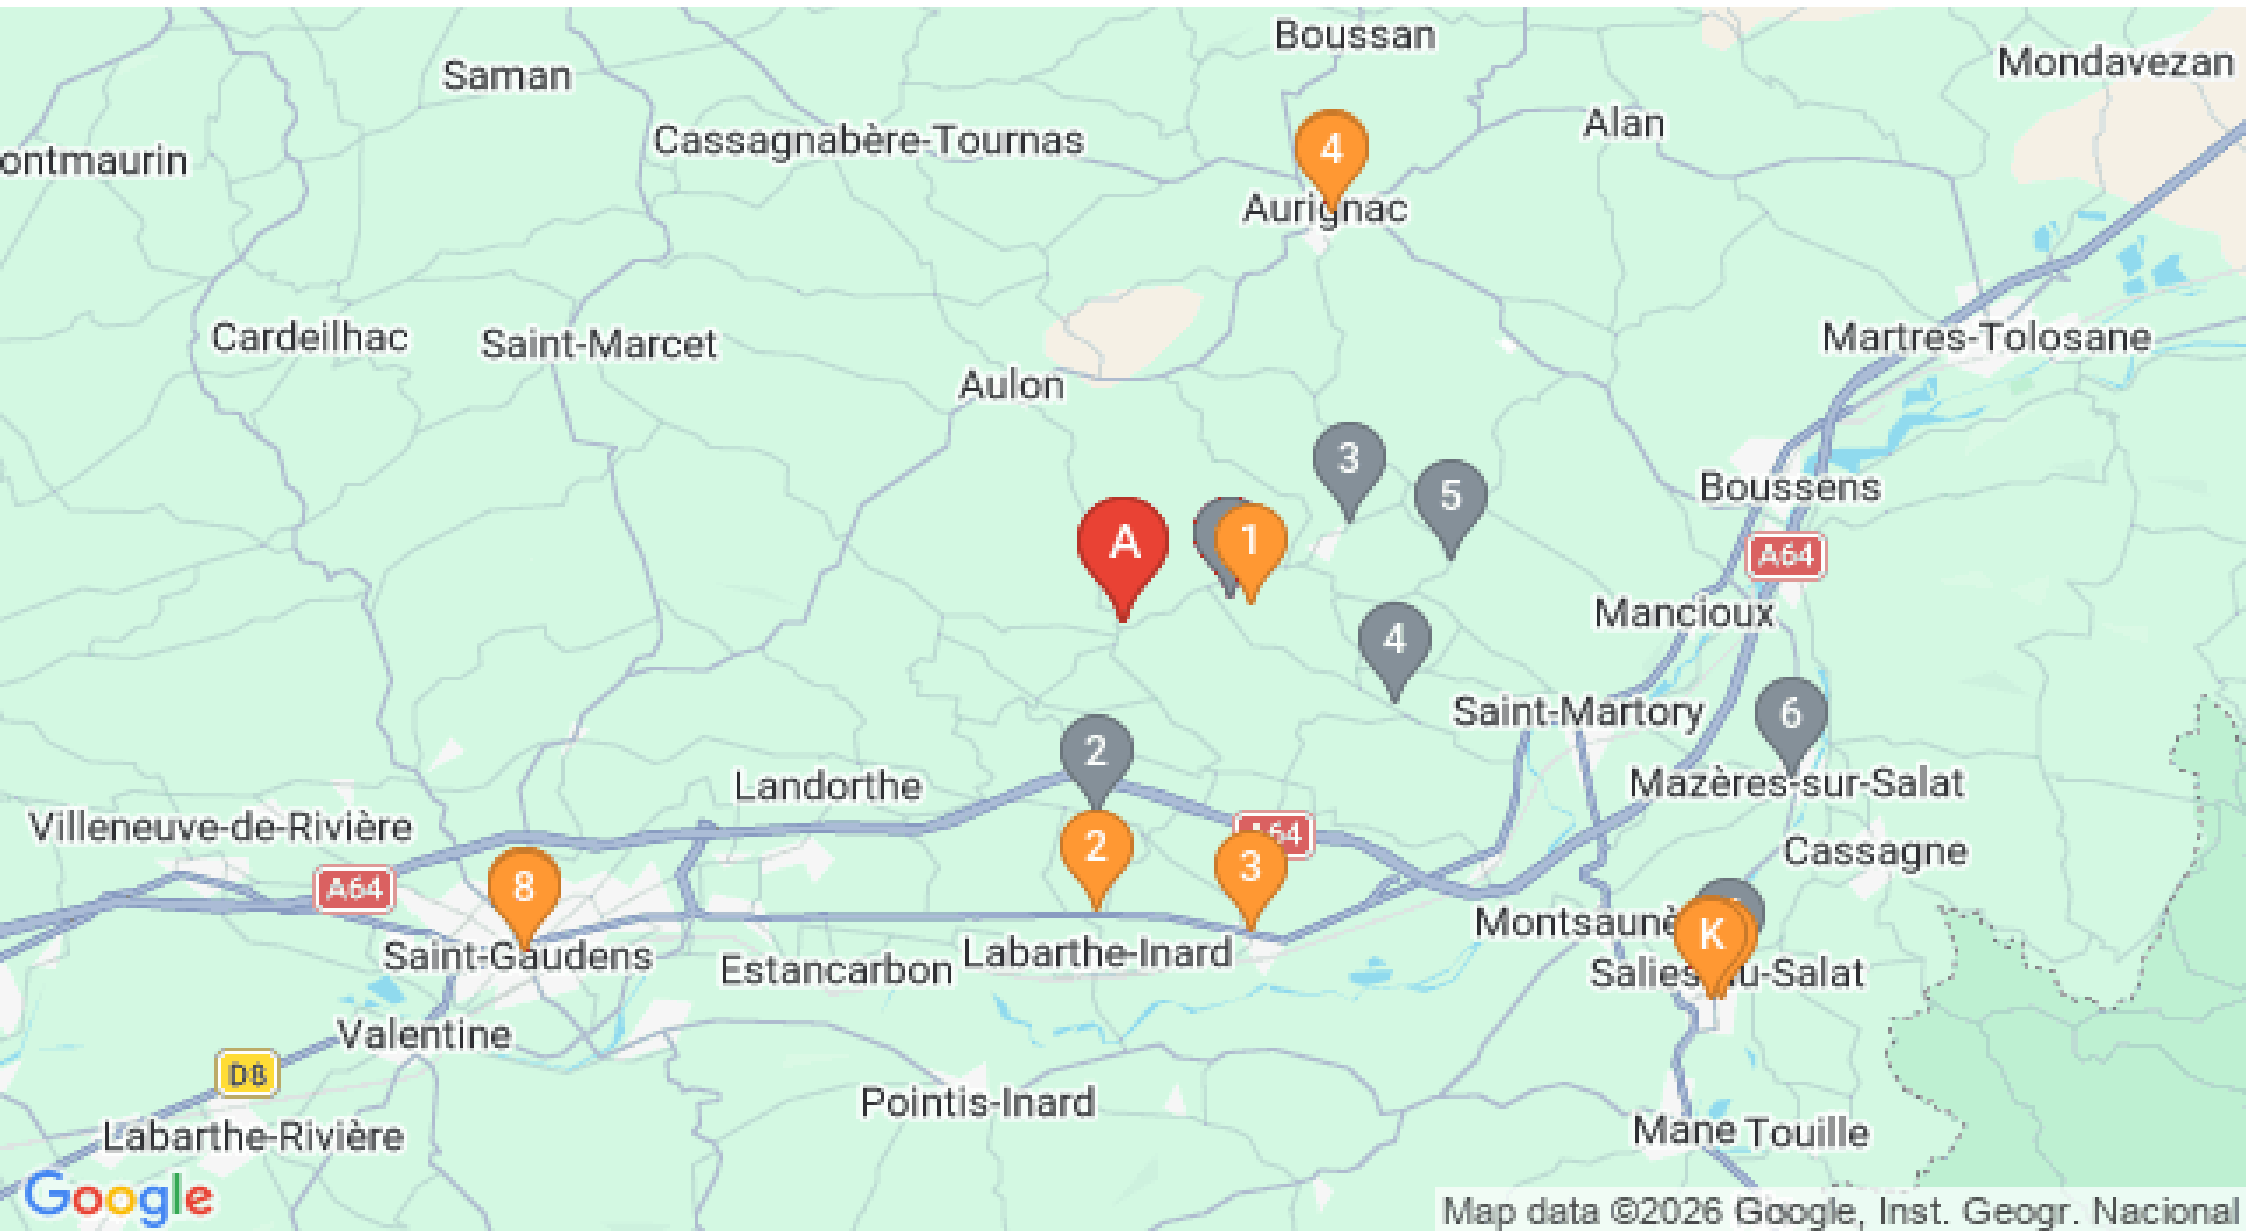 Boussan
Mondavezan
Saman
Alan
Cassagnabère-Tournas
4
ontmaurin
Aurignac
Cardeilhac
Saint-Marcet
Martres-Tolosane
Aulon
3
Boussens
5
A
1
A64
Mancioux
4
Saint-Martory
6
2
Landorthe
Mazères-sur-Salat
Villeneuve-de-Rivière
A64
2
Cassagne
3
A64
8
Montsaunè
K
Saint-Gaudens
Labarthe-Inard
Estancarbon
Salies-du-Salat
Valentine
D8
Pointis-Inard
Labarthe-Rivière
Mane
Touille
Google
Map data ©2026 Google, Inst. Geogr. Nacional